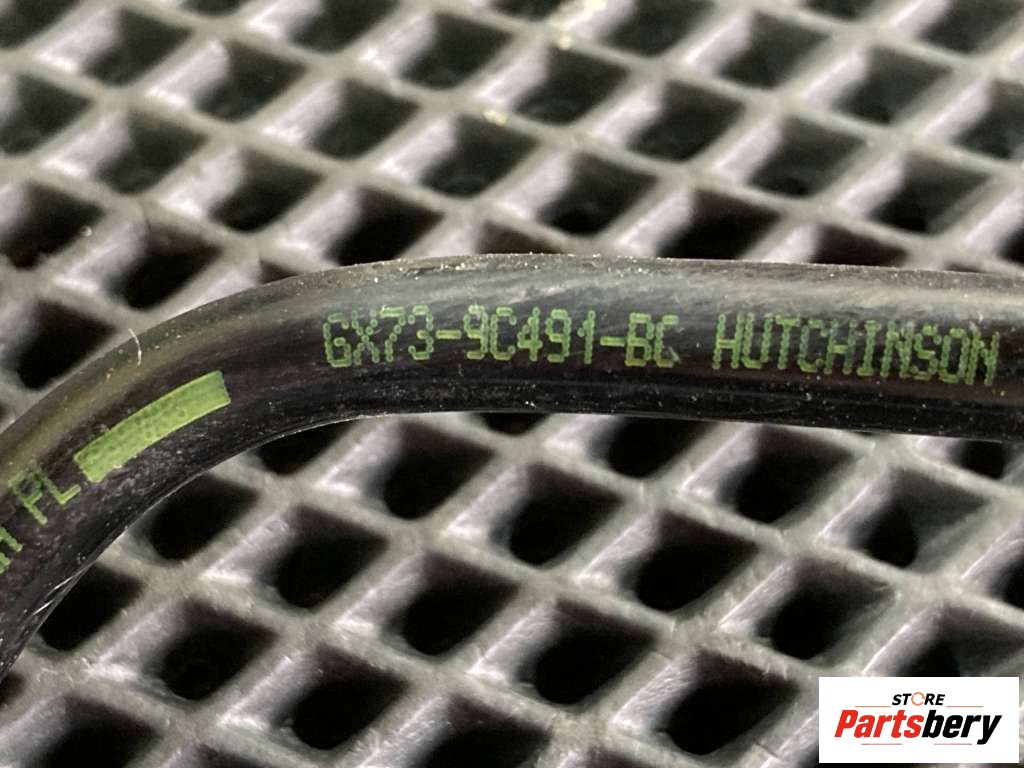 GX73-9C491-BC HUTCHINSON
PL
STORE
Partsbery